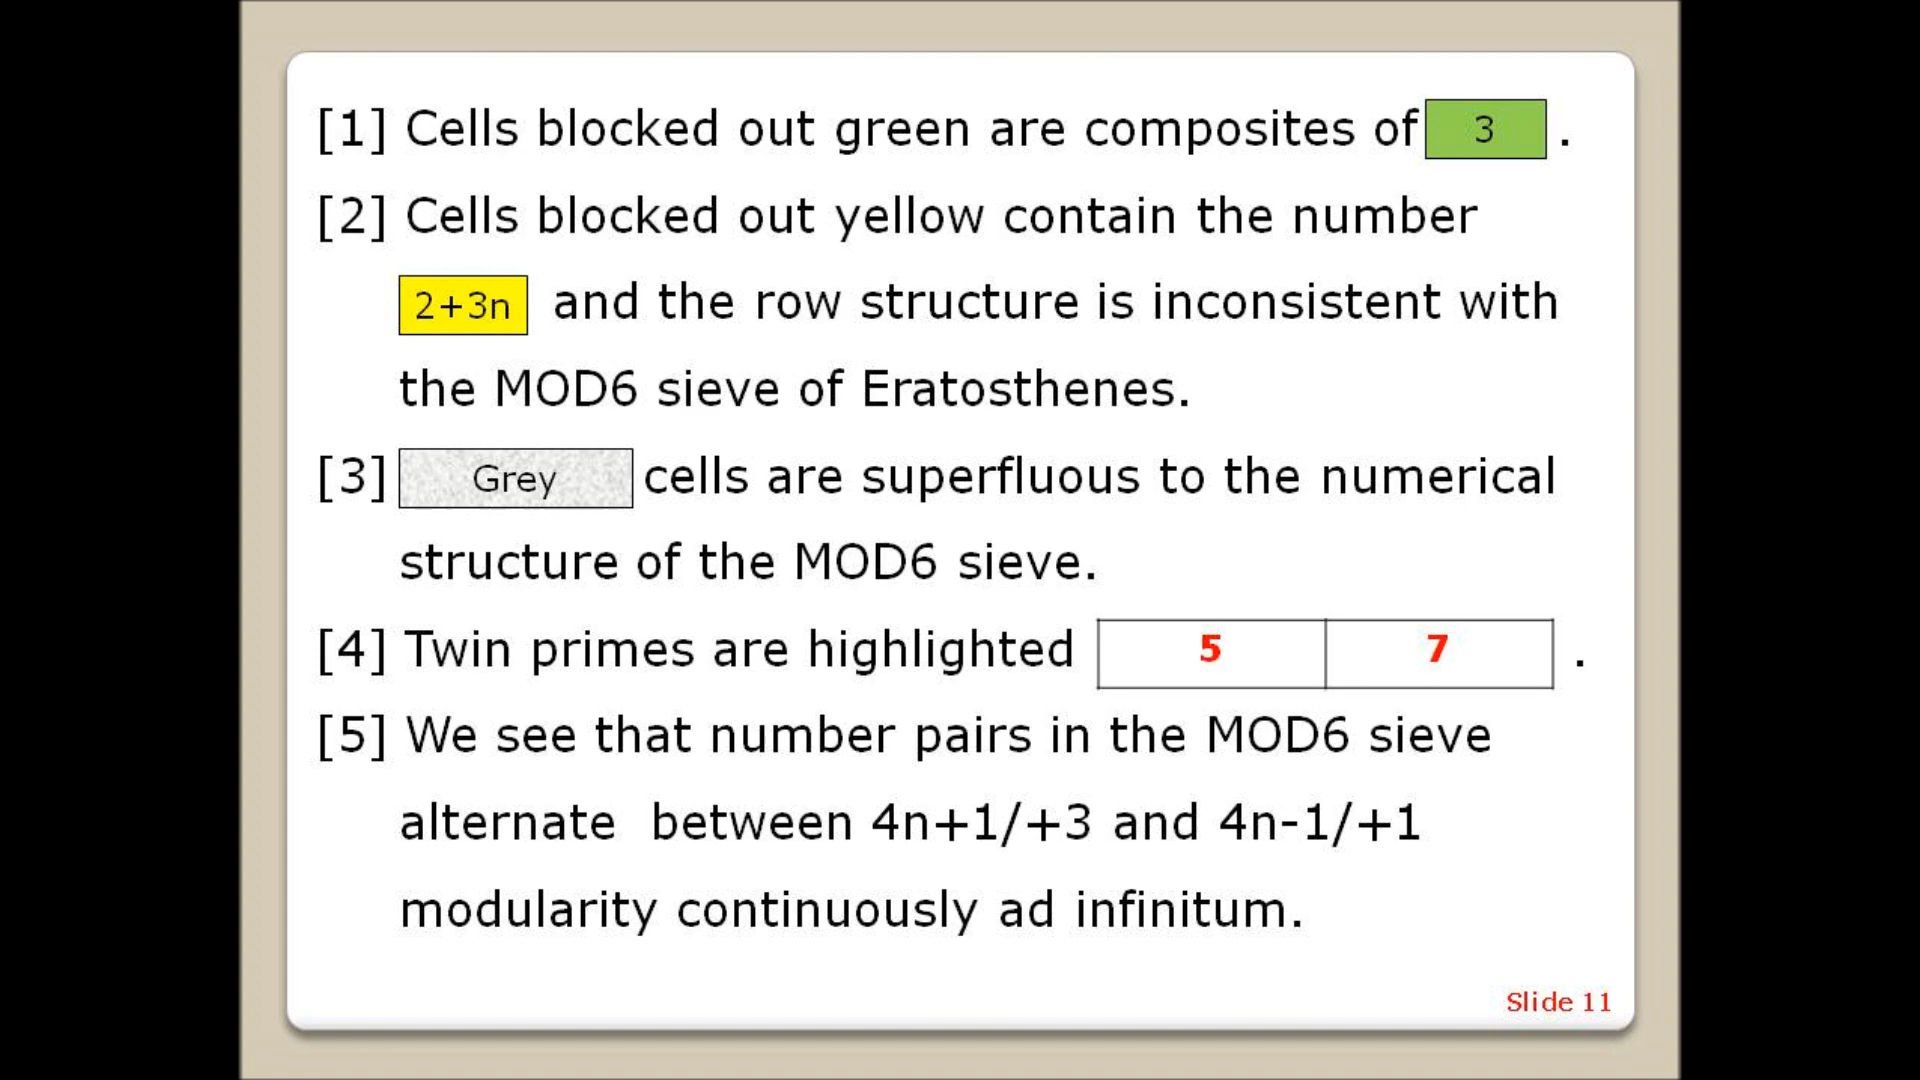 [1] Cells blocked out green are composites of 3 .
[2] Cells blocked out yellow contain the number
2+3n and the row structure is inconsistent with
the MOD6 sieve of Eratosthenes.
[3] Grey cells are superfluous to the numerical
structure of the MOD6 sieve.
[4] Twin primes are highlighted 5 7 .
[5] We see that number pairs in the MOD6 sieve
alternate between 4n+1/+3 and 4n-1/+1
modularity continuously ad infinitum.
Slide 11